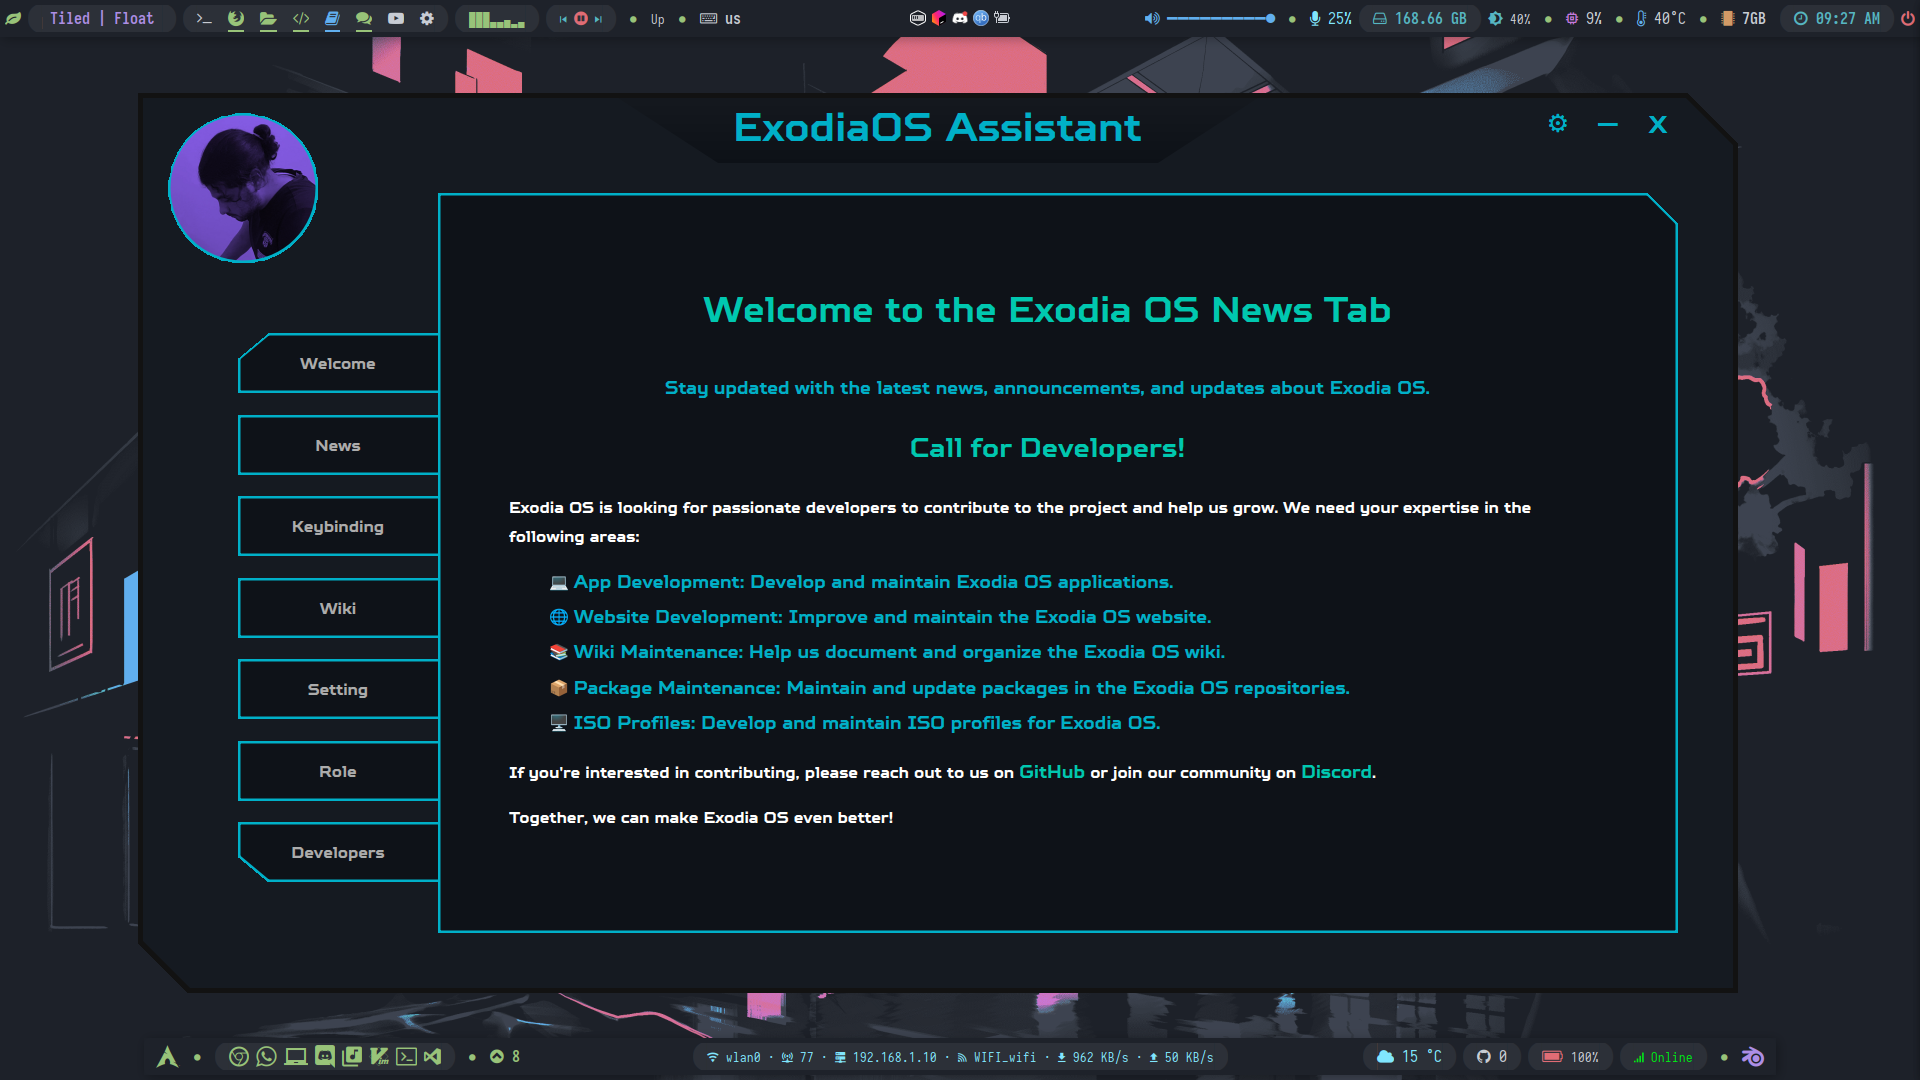 Tiled | Float
Up
us
25%
168.66 GB
40%
9%
40°C
7GB
09:27 AM
ExodiaOS Assistant
X
Welcome to the Exodia OS News Tab
Stay updated with the latest news, announcements, and updates about Exodia OS.
Call for Developers!
Exodia OS is looking for passionate developers to contribute to the project and help us grow. We need your expertise in the
following areas:
App Development: Develop and maintain Exodia OS applications.
Website Development: Improve and maintain the Exodia OS website.
Wiki Maintenance: Help us document and organize the Exodia OS wiki.
Package Maintenance: Maintain and update packages in the Exodia OS repositories.
ISO Profiles: Develop and maintain ISO profiles for Exodia OS.
If you're interested in contributing, please reach out to us on GitHub or join our community on Discord.
Together, we can make Exodia OS even better!
Welcome
News
Keybinding
Wiki
Setting
Role
Developers
8
wlan0 · 77 · 192.168.1.10 · WIFI_wifi · 962 KB/s · 50 KB/s
15 °C
0
100%
Online